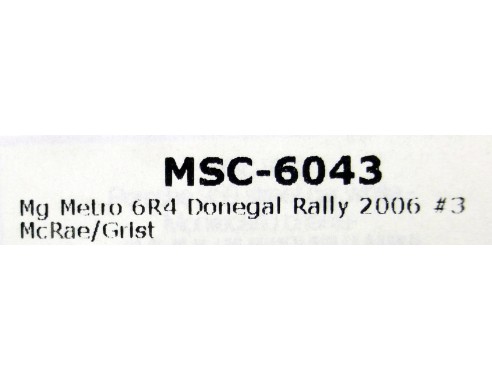 MSC-6043
Mg Metro 6R4 Donegal Rally 2006 #3
McRae/Grist